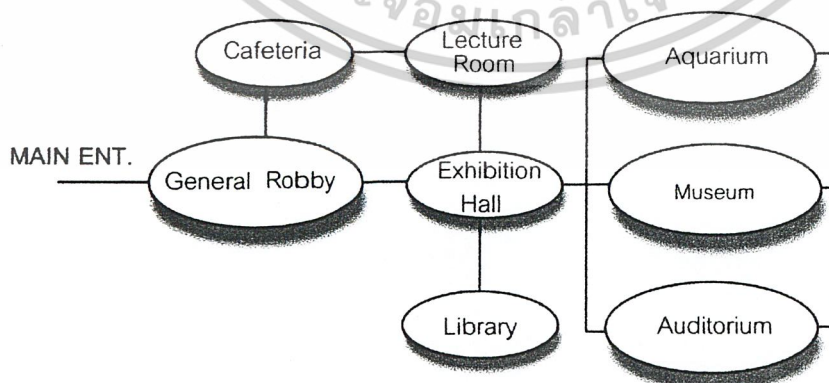 Cafeteria
Lecture
Room
Aquarium
MAIN ENT.
General Robby
Exhibition
Hall
Museum
Library
Auditorium